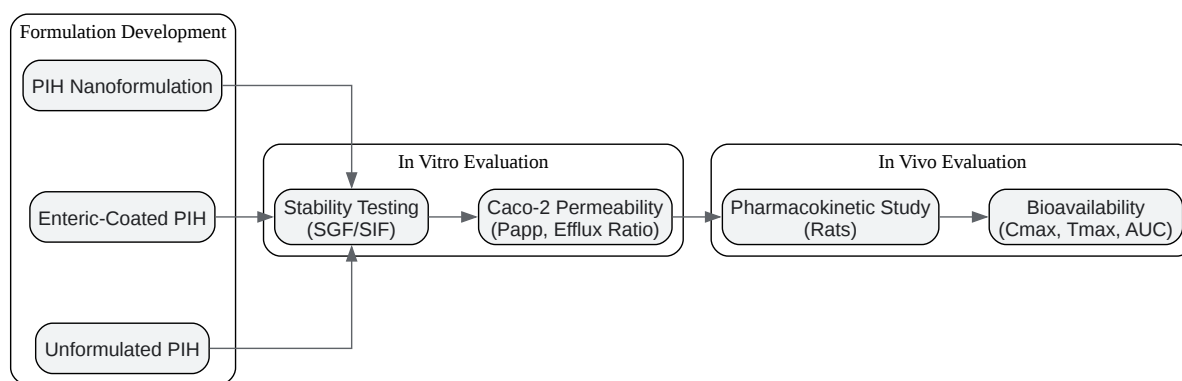 Formulation Development
PIH Nanoformulation
Enteric-Coated PIH
Unformulated PIH
In Vitro Evaluation
Stability Testing
(SGF/SIF)
Caco-2 Permeability
(Papp, Efflux Ratio)
In Vivo Evaluation
Pharmacokinetic Study
(Rats)
Bioavailability
(Cmax, Tmax, AUC)